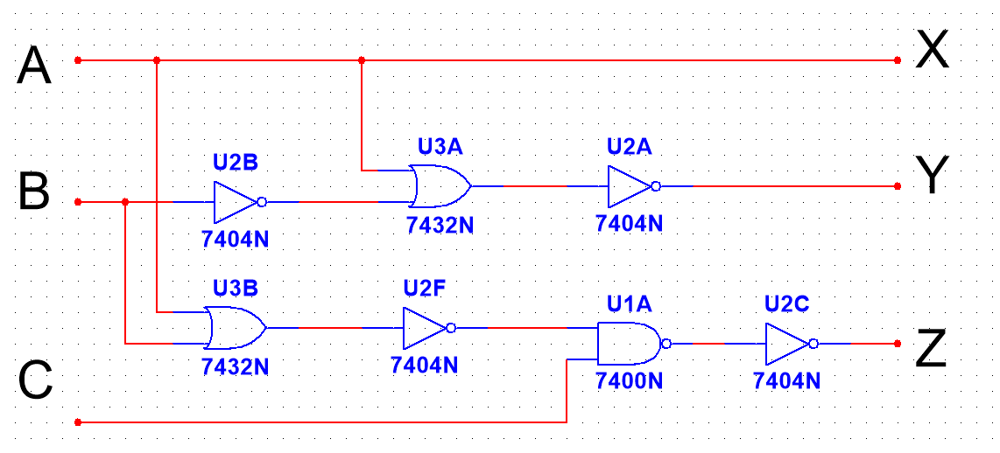 A
X
U3A
U2A
U2B
Y
B
7432N
7404N
7404N
U3B
U2F
U1A
U2C
Z
C
7432N
7404N
7400N
7404N